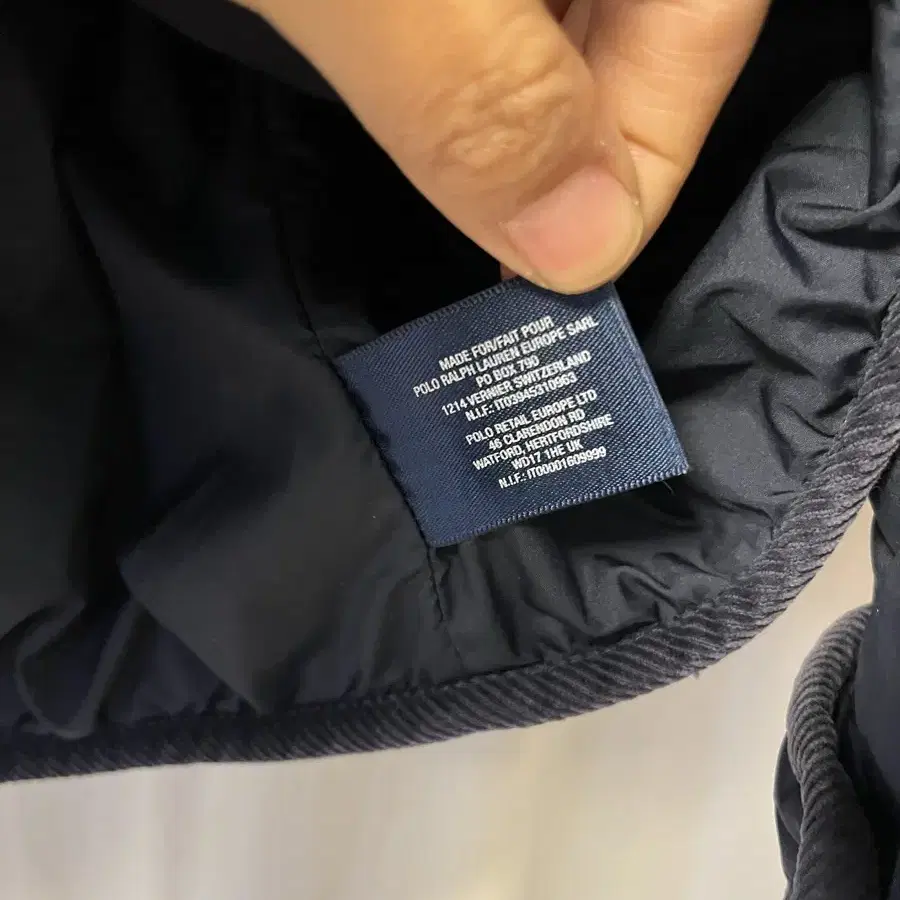 MADE FOR/FAIT POUR
POLO RALPH LAUREN EUROPE SARL
PO BOX 790
1214 VERNIER SWITZERLAND
N.I.F.: IT03945310963
POLO RETAIL EUROPE LTD
46 CLARENDON RD
WATFORD, HERTFORDSHIRE
WD17 1HE UK
N.I.F.: IT00001609999